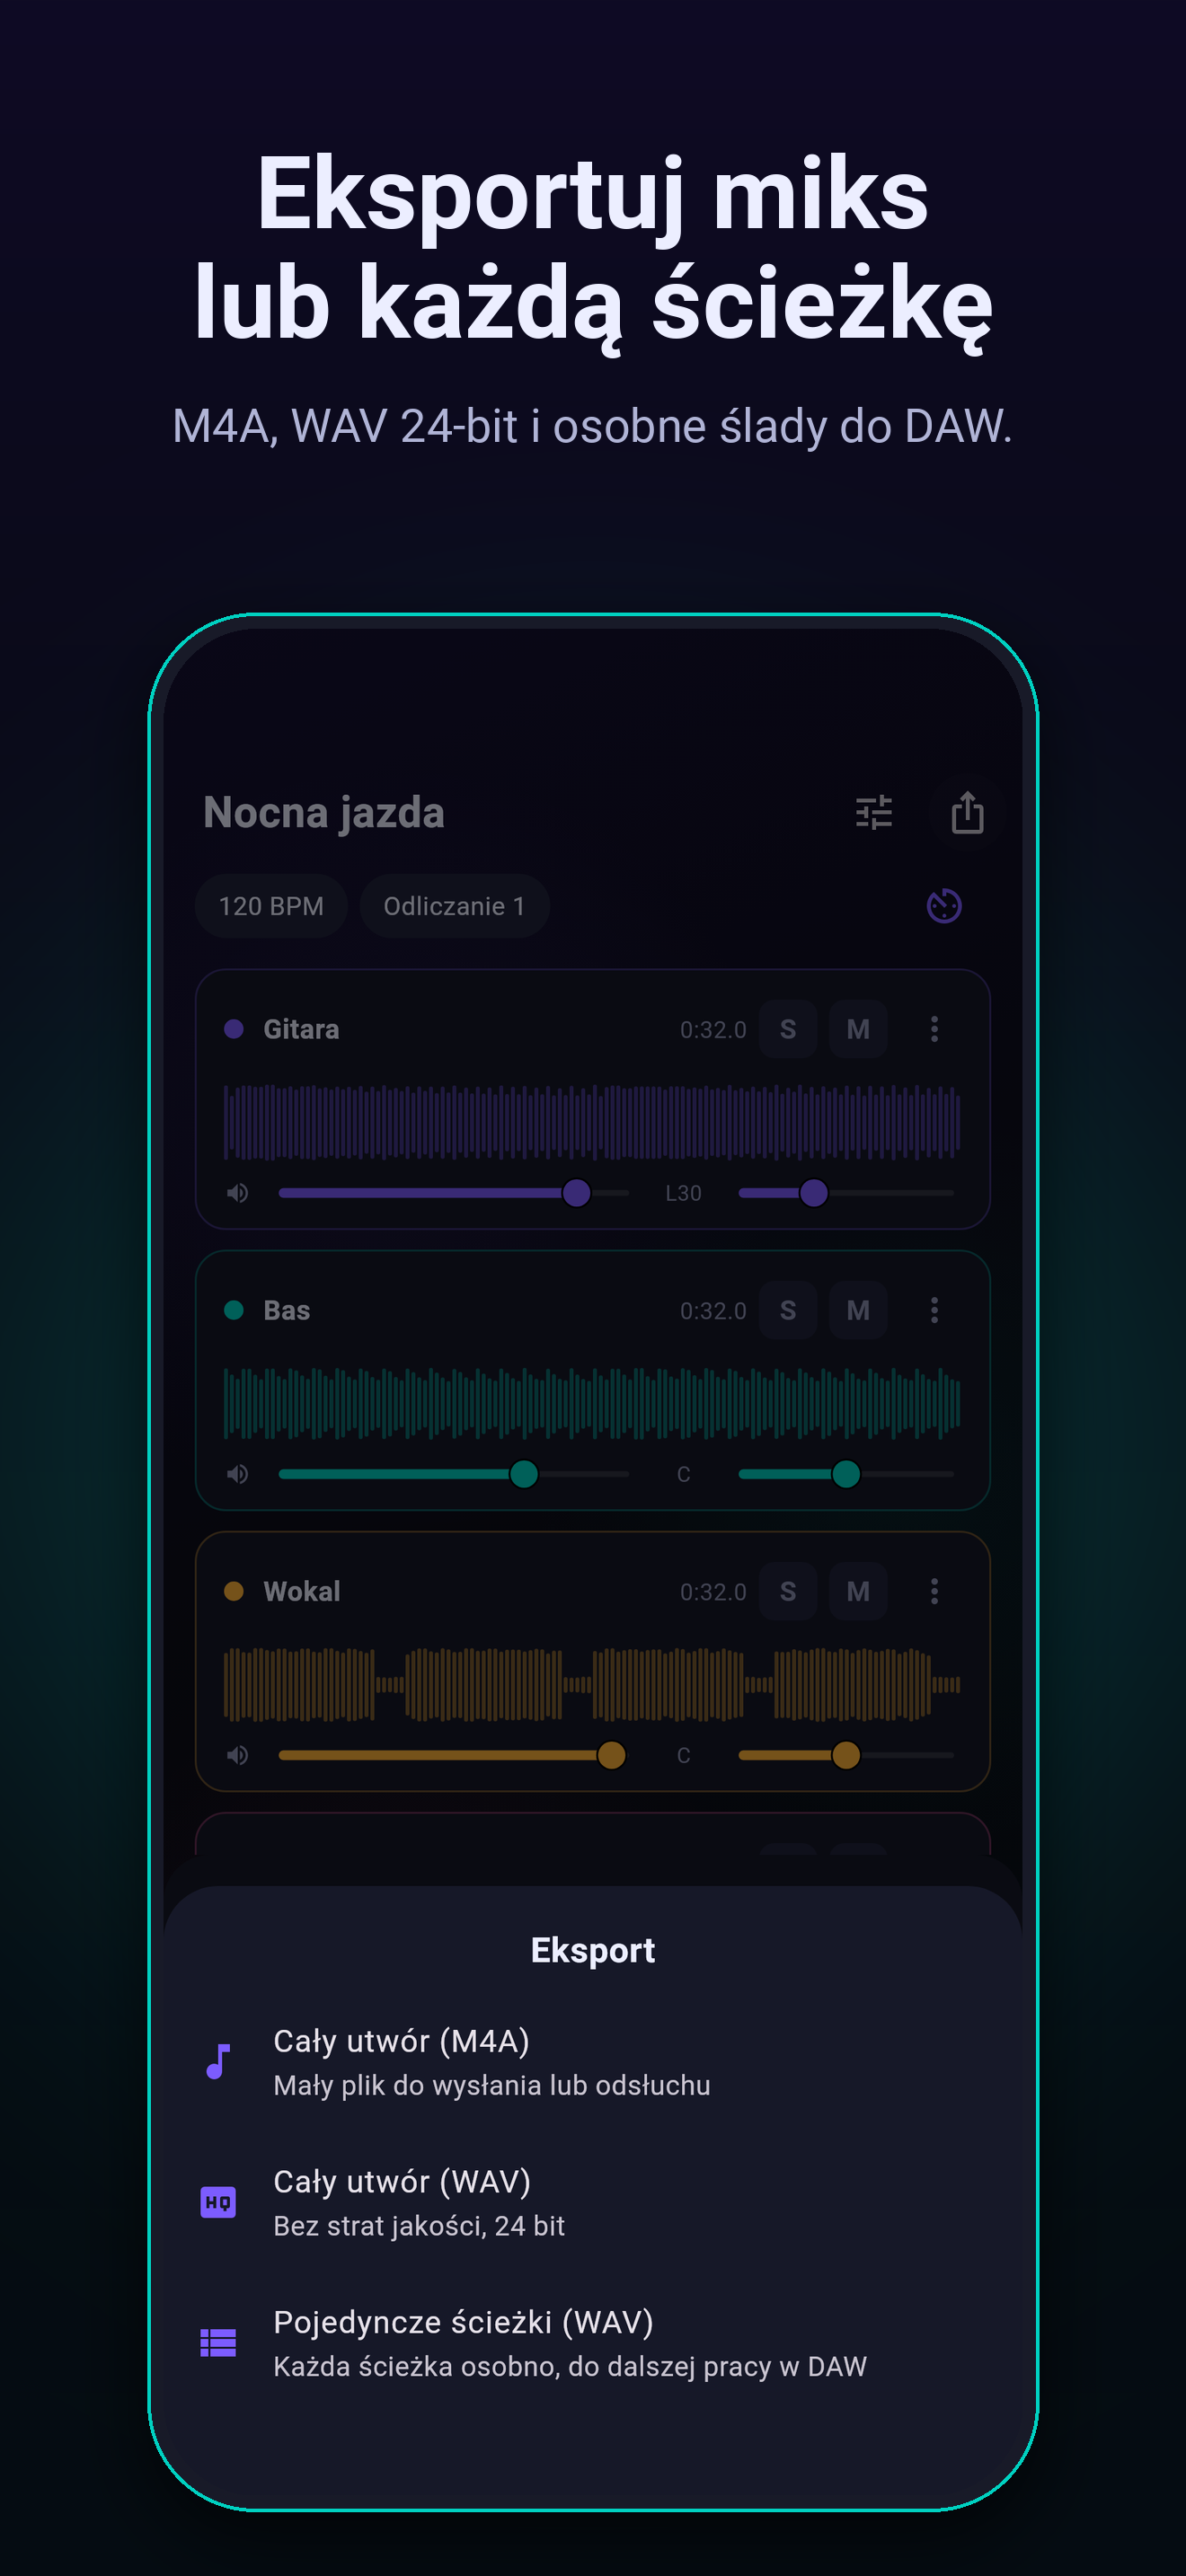 Eksportuj miks
lub każdą ścieżkę
M4A, WAV 24-bit i osobne ślady do DAW.
Nocna jazda
120 BPM
Odliczanie 1
Gitara
0:32.0
S
M
L30
Bas
0:32.0
S
M
C
Wokal
0:32.0
S
M
C
Eksport
Cały utwór (M4A)
Mały plik do wysłania lub odsłuchu
HQ
Cały utwór (WAV)
Bez strat jakości, 24 bit
Pojedyncze ścieżki (WAV)
Każda ścieżka osobno, do dalszej pracy w DAW